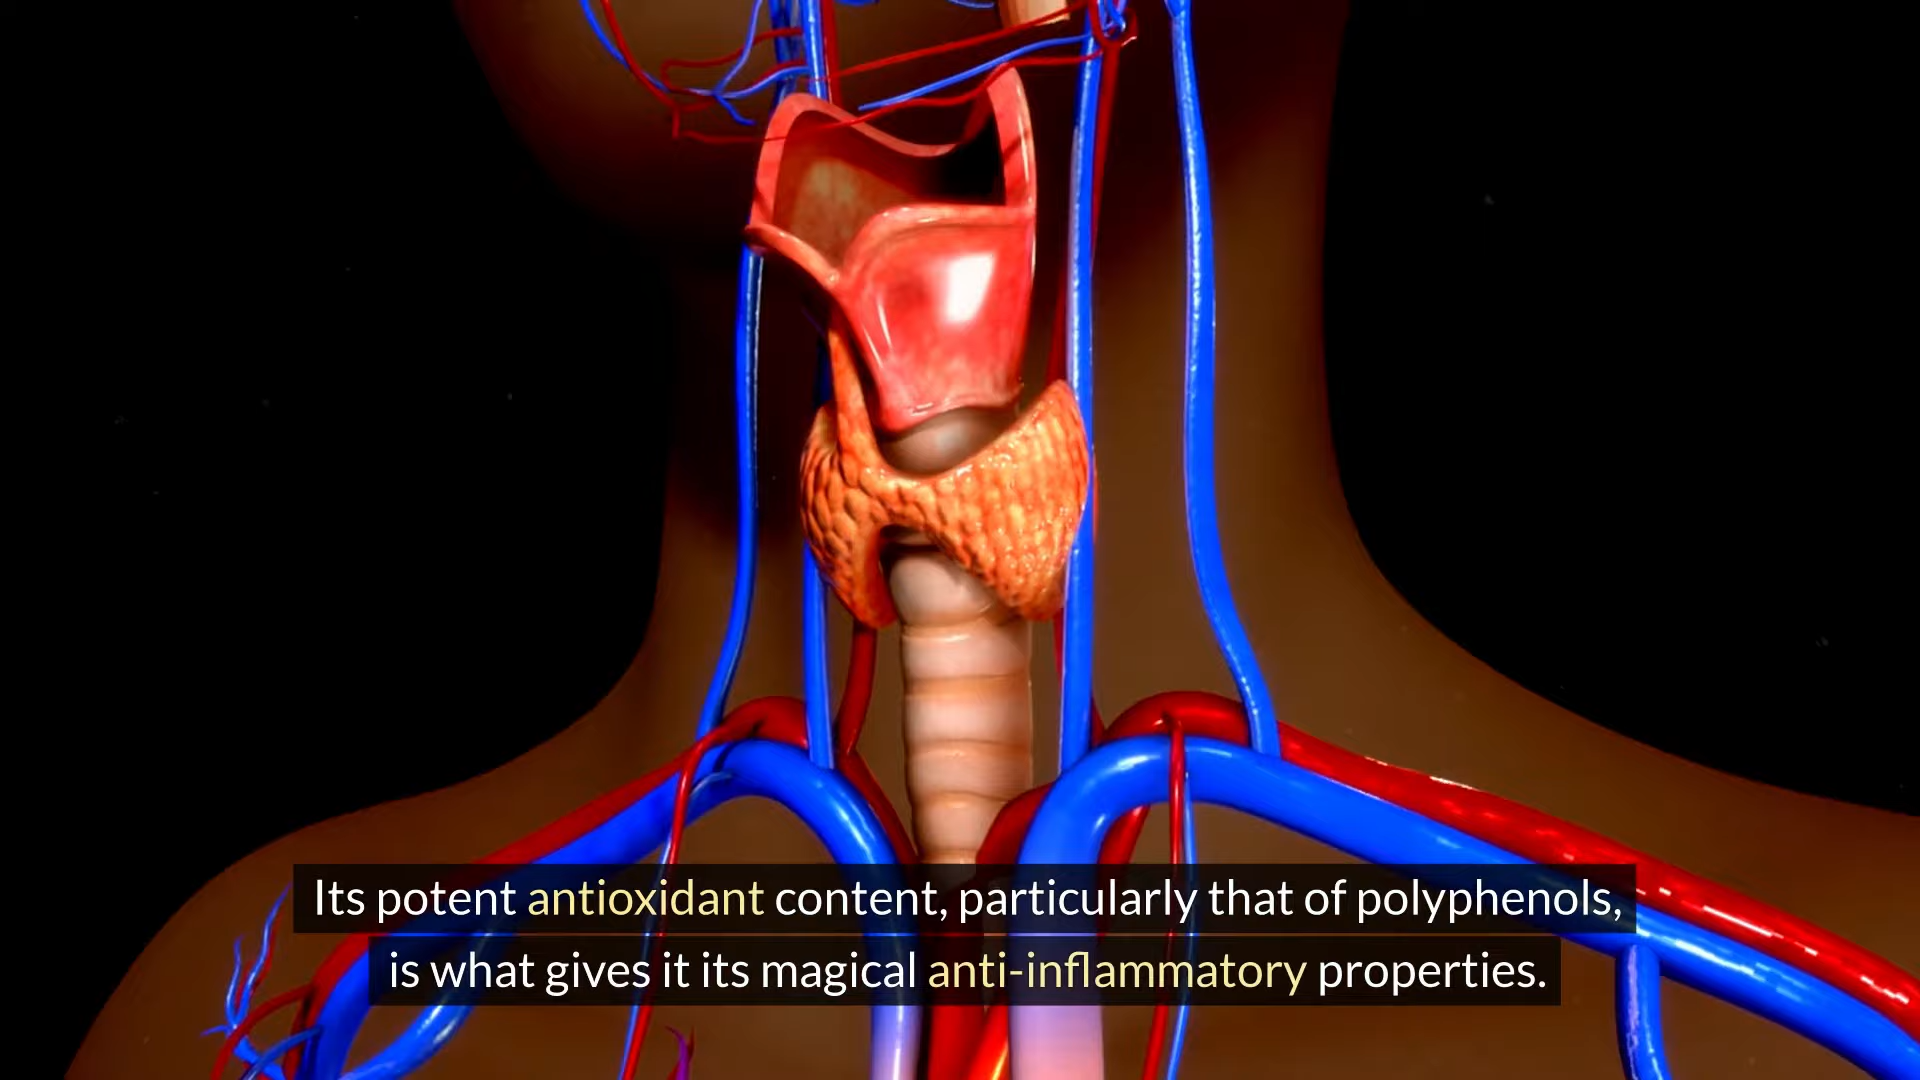 Its potent antioxidant content, particularly that of polyphenols,
is what gives it its magical anti-inflammatory properties.